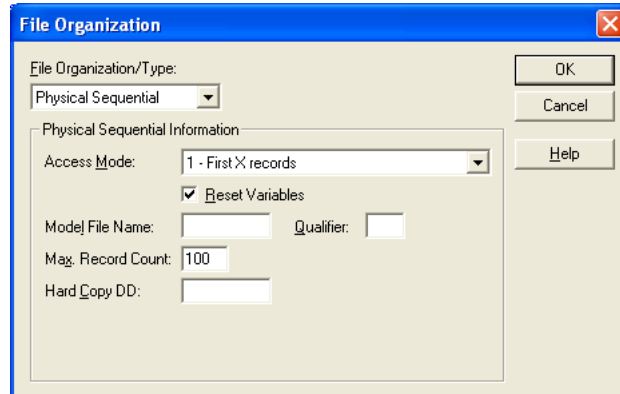 File Organization
File Organization/Type:
OK
Physical Sequential
Cancel
Physical Sequential Information
Access Mode:
1 - First X records
Help
Reset Variables
Model File Name:
Qualifier:
Max. Record Count:
100
Hard Copy DD: